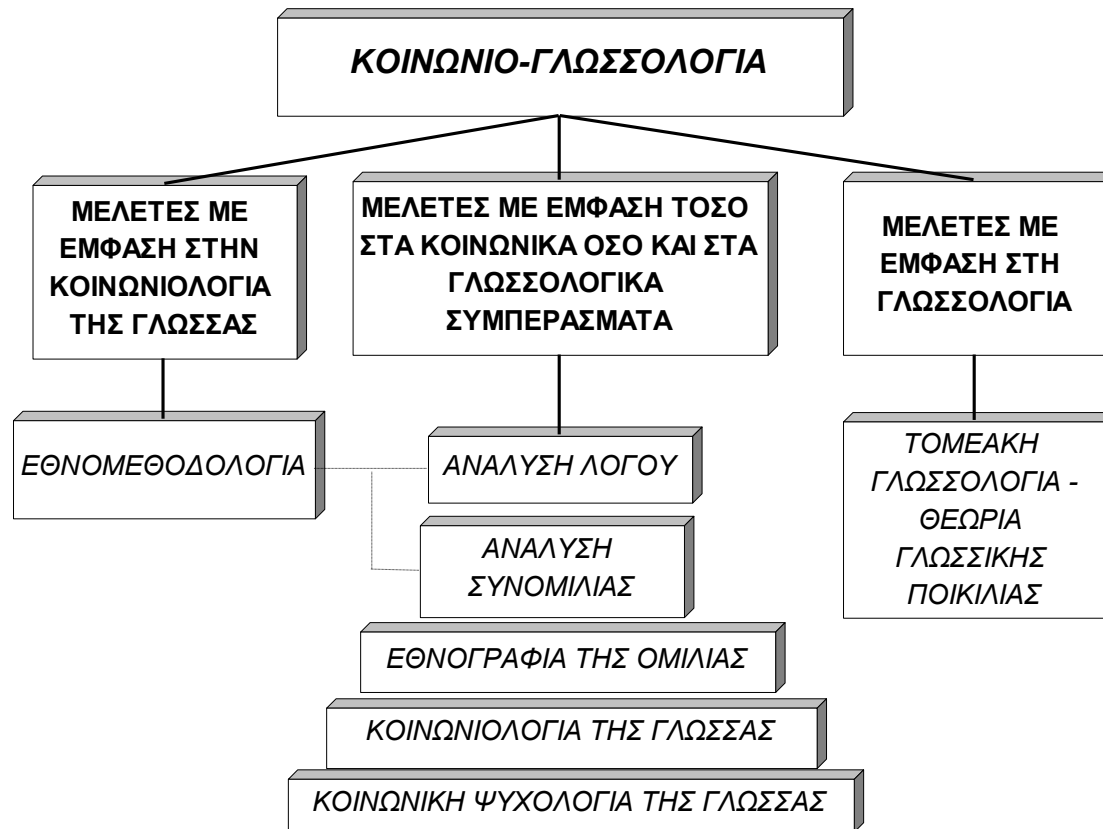 ΚΟΙΝΩΝΙΟ-ΓΛΩΣΣΟΛΟΓΙΑ
ΜΕΛΕΤΕΣ ΜΕ
ΕΜΦΑΣΗ ΣΤΗΝ
ΚΟΙΝΩΝΙΟΛΟΓΙΑ
ΤΗΣ ΓΛΩΣΣΑΣ
ΜΕΛΕΤΕΣ ΜΕ ΕΜΦΑΣΗ ΤΟΣΟ
ΣΤΑ ΚΟΙΝΩΝΙΚΑ ΟΣΟ ΚΑΙ ΣΤΑ
ΓΛΩΣΣΟΛΟΓΙΚΑ
ΣΥΜΠΕΡΑΣΜΑΤΑ
ΜΕΛΕΤΕΣ ΜΕ
ΕΜΦΑΣΗ ΣΤΗ
ΓΛΩΣΣΟΛΟΓΙΑ
ΕΘΝΟΜΕΘΟΔΟΛΟΓΙΑ
ΑΝΑΛΥΣΗ ΛΟΓΟΥ
ΑΝΑΛΥΣΗ
ΣΥΝΟΜΙΛΙΑΣ
ΕΘΝΟΓΡΑΦΙΑ ΤΗΣ ΟΜΙΛΙΑΣ
ΚΟΙΝΩΝΙΟΛΟΓΙΑ ΤΗΣ ΓΛΩΣΣΑΣ
ΚΟΙΝΩΝΙΚΗ ΨΥΧΟΛΟΓΙΑ ΤΗΣ ΓΛΩΣΣΑΣ
ΤΟΜΕΑΚΗ
ΓΛΩΣΣΟΛΟΓΙΑ -
ΘΕΩΡΙΑ
ΓΛΩΣΣΙΚΗΣ
ΠΟΙΚΙΛΙΑΣ